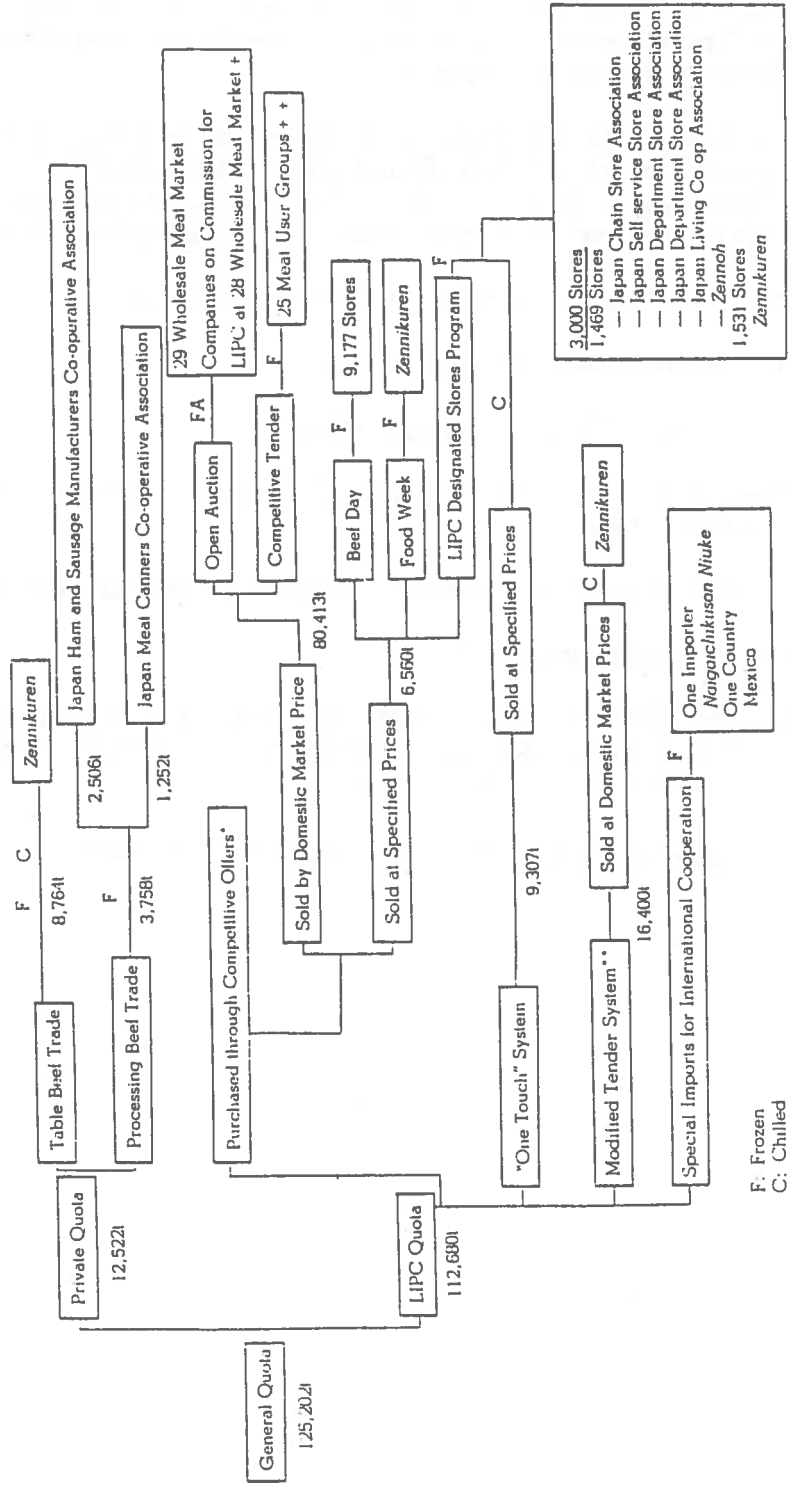 General Quota
125,202t
Private Quota
12,522t
Table Beef Trade
F C
8,764t
Zennikuren
Processing Beef Trade
F
3,758t
2,506t
Japan Ham and Sausage Manufacturers Co-operative Association
1,252t
Japan Meat Canners Co-operative Association
LIPC Quota
112,680t
Purchased through Competitive Offers*
Sold by Domestic Market Price
80,413t
Open Auction
FA
29 Wholesale Meat Market
Companies on Commission for
LIPC at 28 Wholesale Meat Market +
Competitive Tender
F
25 Meat User Groups + +
Sold at Specified Prices
6,560t
Beef Day
F
9,177 Stores
Food Week
F
Zennikuren
LIPC Designated Stores Program
F
"One Touch" System
9,307t
Sold at Specified Prices
C
3,000 Stores
1,469 Stores
— Japan Chain Store Association
— Japan Self service Store Association
— Japan Department Store Association
— Japan Department Store Association
— Japan Living Co op Association
— Zennoh
1,531 Stores
Zennikuren
Modified Tender System**
16,400t
Sold at Domestic Market Prices
C
Zennikuren
Special Imports for International Cooperation
F
One Importer
Naigaichikusan Niuke
One Country
Mexico
F: Frozen
C: Chilled